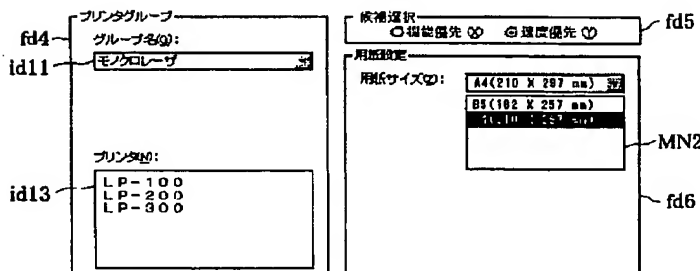 プリンタグループ
グループ名(G):
モノクロレーザ
プリンタ(N):
LP-100
LP-200
LP-300
候補選択
機能優先(X)
速度優先(Y)
用紙設定
用紙サイズ(Z):
A4(210 X 297 mm)
B5(182 X 257 mm)
fd4
id11
id13
fd5
MN2
fd6